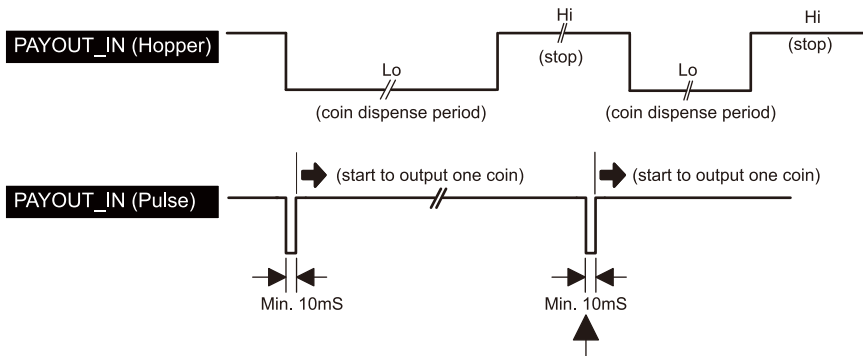 PAYOUT_IN (Hopper)
Hi
(stop)
Hi
(stop)
Lo
(coin dispense period)
Lo
(coin dispense period)
PAYOUT_IN (Pulse)
(start to output one coin)
(start to output one coin)
Min. 10mS
Min. 10mS